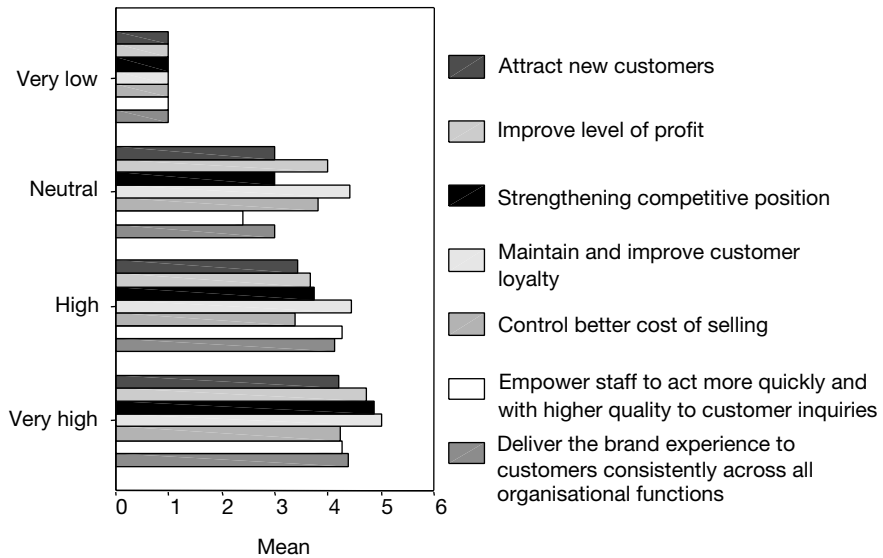 Very low
Neutral
High
Very high
0 1 2 3 4 5 6
Mean
Attract new customers
Improve level of profit
Strengthening competitive position
Maintain and improve customer
loyalty
Control better cost of selling
Empower staff to act more quickly and
with higher quality to customer inquiries
Deliver the brand experience to
customers consistently across all
organisational functions